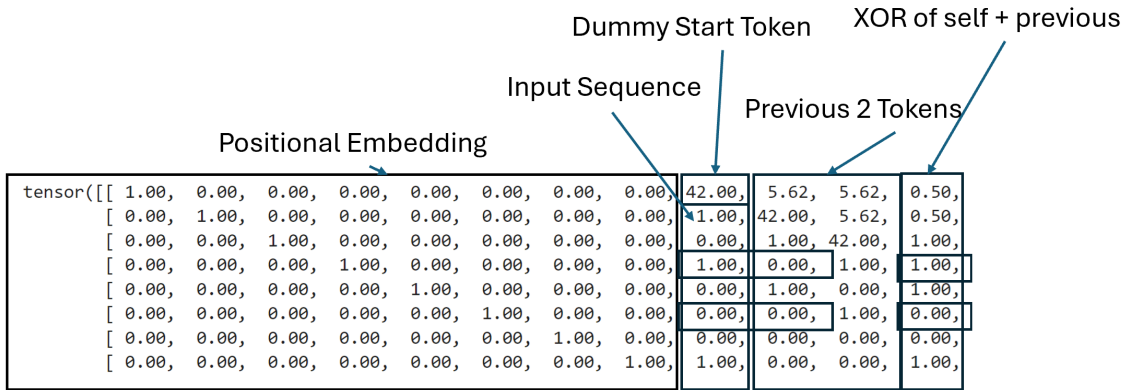 XOR of self + previous
Dummy Start Token
Input Sequence
Previous 2 Tokens
Positional Embedding
tensor([[ 1.00, 0.00, 0.00, 0.00, 0.00, 0.00, 0.00, 0.00, 42.00, 5.62, 5.62, 0.50,
[ 0.00, 1.00, 0.00, 0.00, 0.00, 0.00, 0.00, 0.00, 1.00, 42.00, 5.62, 0.50,
[ 0.00, 0.00, 1.00, 0.00, 0.00, 0.00, 0.00, 0.00, 0.00, 1.00, 42.00, 1.00,
[ 0.00, 0.00, 0.00, 1.00, 0.00, 0.00, 0.00, 0.00, 1.00, 0.00, 1.00, 1.00,
[ 0.00, 0.00, 0.00, 0.00, 1.00, 0.00, 0.00, 0.00, 0.00, 1.00, 0.00, 1.00,
[ 0.00, 0.00, 0.00, 0.00, 0.00, 1.00, 0.00, 0.00, 0.00, 0.00, 1.00, 0.00,
[ 0.00, 0.00, 0.00, 0.00, 0.00, 0.00, 1.00, 0.00, 0.00, 0.00, 0.00, 0.00,
[ 0.00, 0.00, 0.00, 0.00, 0.00, 0.00, 0.00, 1.00, 1.00, 0.00, 0.00, 1.00,